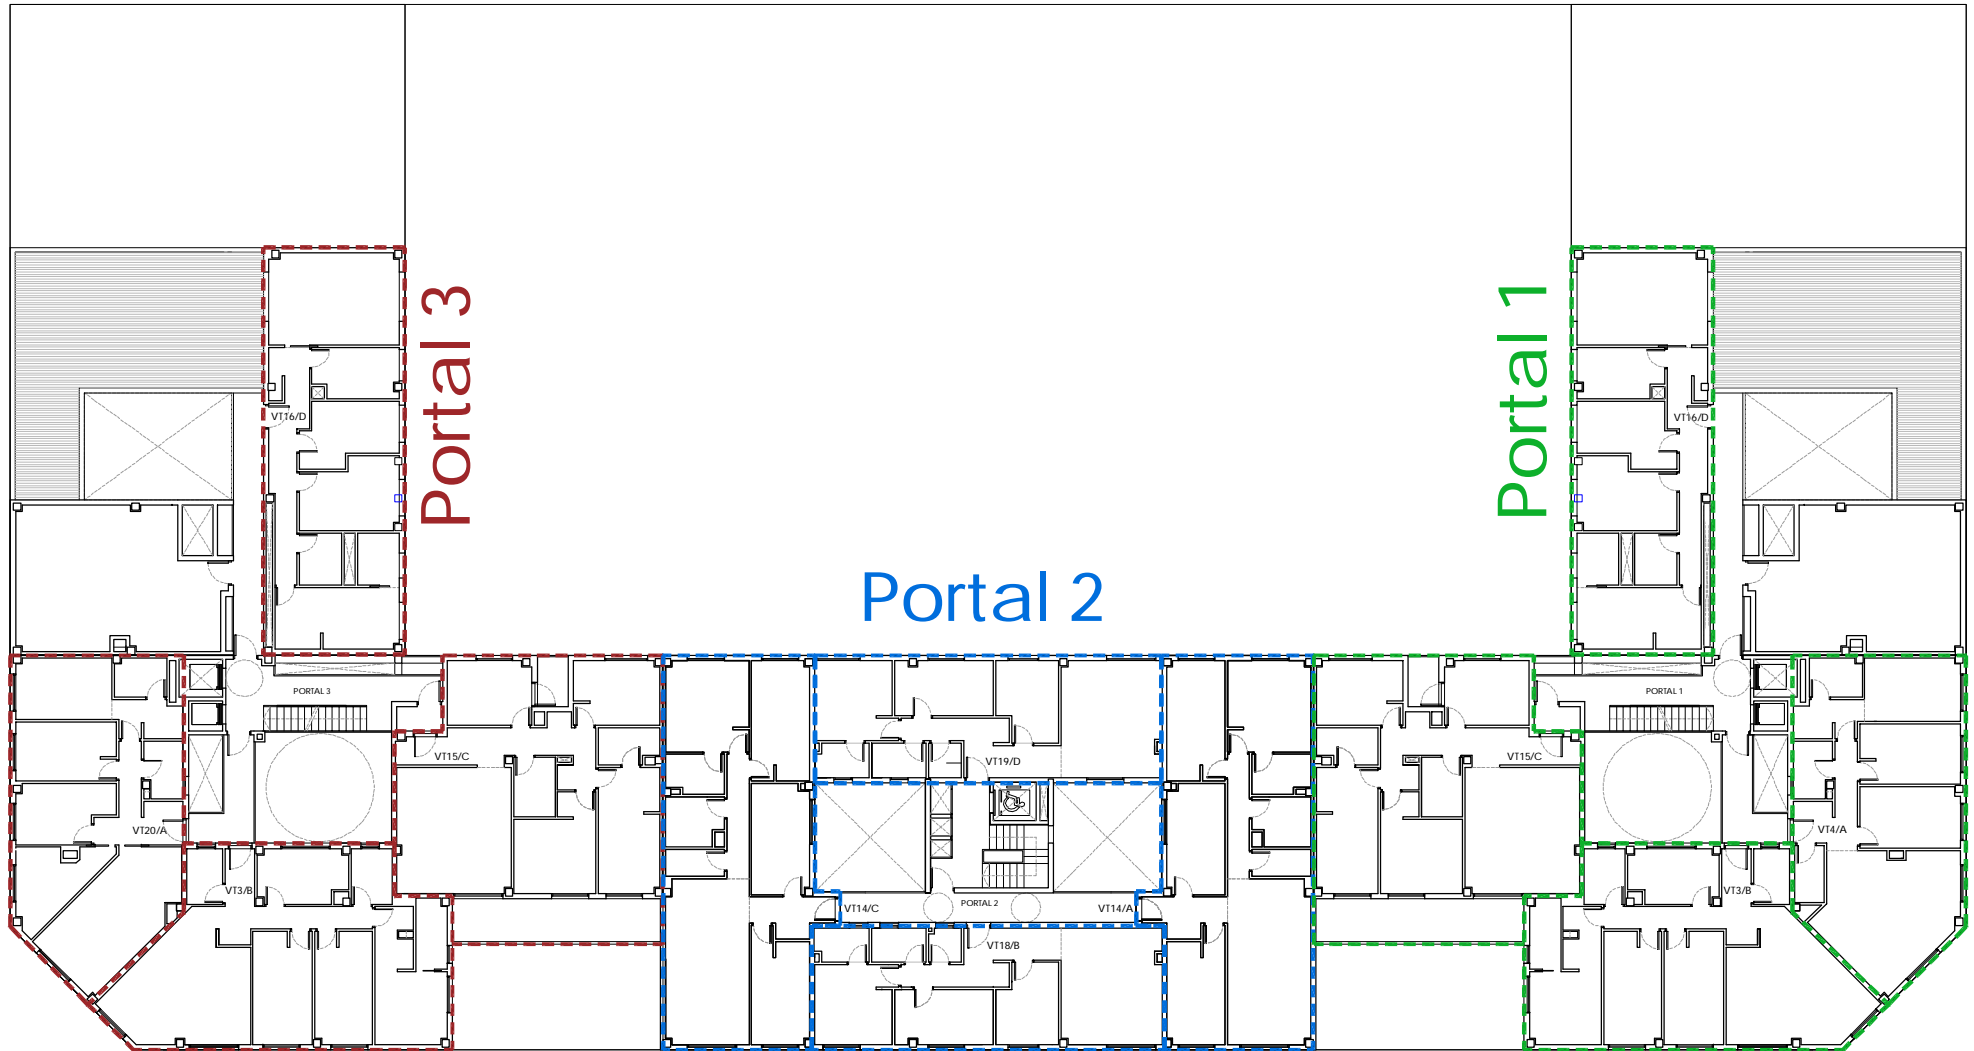 Portal 3
Portal 1
Portal 2
VT16/D
VT16/D
PORTAL 3
PORTAL 1
VT15/C
VT19/D
VT15/C
VT20/A
VT4/A
VT3/B
VT3/B
VT14/C
PORTAL 2
VT14/A
VT18/B